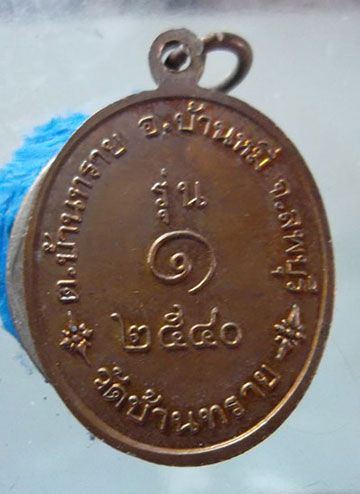 ต.บ้านทราย อ.บ้านหมี่ จ.ลพบุรี
รุ่น
๑
๒๕๔๐
วัดบ้านทราย